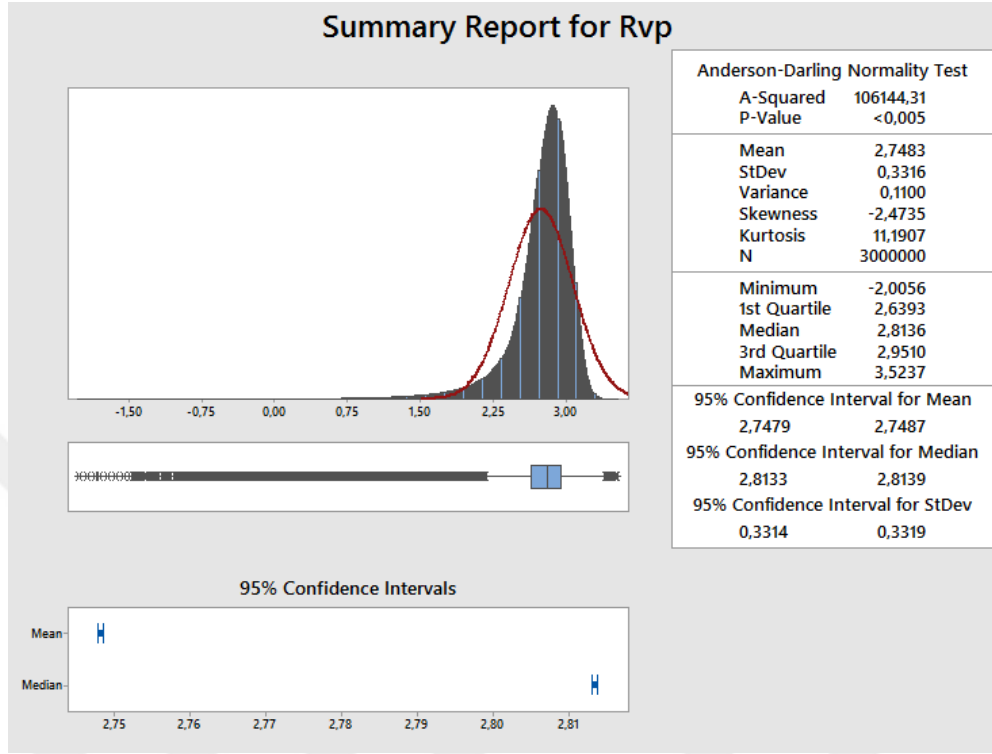 Summary Report for Rvp
-1,50 -0,75 0,00 0,75 1,50 2,25 3,00
Anderson-Darling Normality Test
A-Squared 106144,31
P-Value <0,005
Mean 2,7483
StDev 0,3316
Variance 0,1100
Skewness -2,4735
Kurtosis 11,1907
N 3000000
Minimum -2,0056
1st Quartile 2,6393
Median 2,8136
3rd Quartile 2,9510
Maximum 3,5237
95% Confidence Interval for Mean
2,7479 2,7487
95% Confidence Interval for Median
2,8133 2,8139
95% Confidence Interval for StDev
0,3314 0,3319
95% Confidence Intervals
Mean
Median
2,75 2,76 2,77 2,78 2,79 2,80 2,81